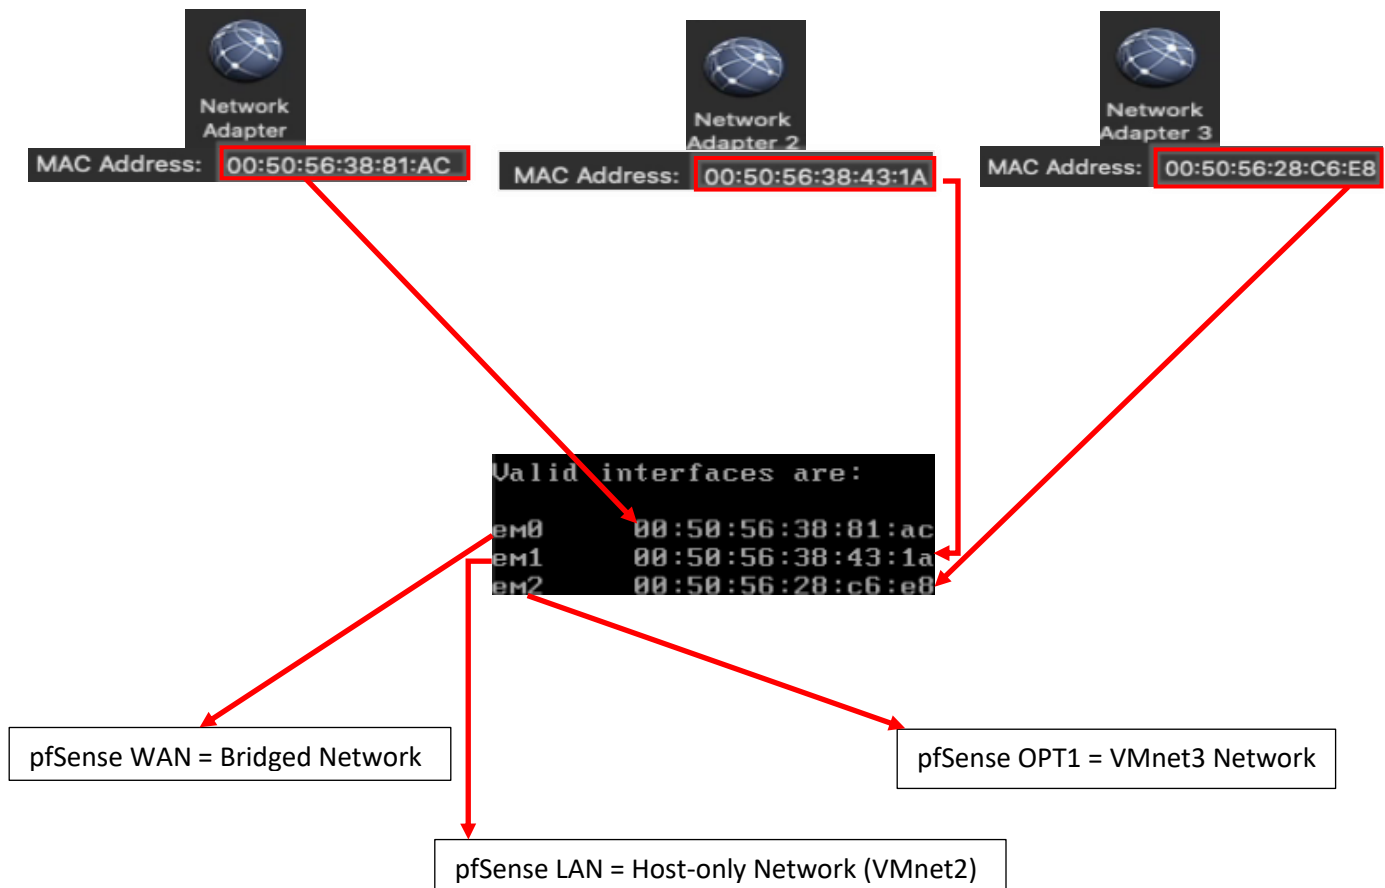 Network
Adapter
MAC Address: 00:50:56:38:81:AC
Network
Adapter 2
MAC Address: 00:50:56:38:43:1A
Network
Adapter 3
MAC Address: 00:50:56:28:C6:E8
Valid interfaces are:
em0 00:50:56:38:81:ac
em1 00:50:56:38:43:1a
em2 00:50:56:28:c6:e8
pfSense WAN = Bridged Network
pfSense OPT1 = VMnet3 Network
pfSense LAN = Host-only Network (VMnet2)